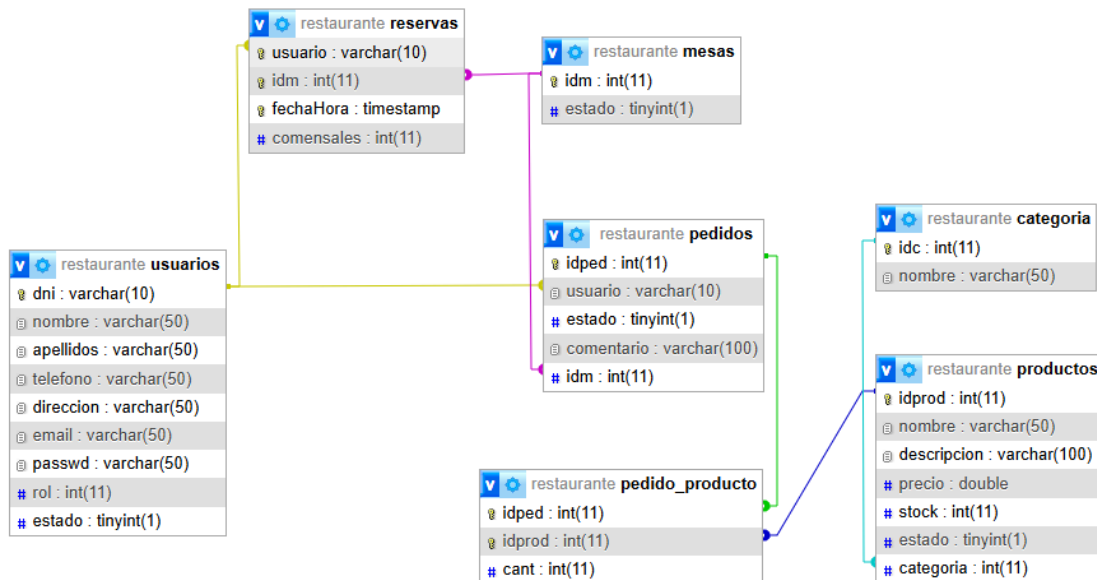 restaurante reservas
usuario : varchar(10)
idm : int(11)
fechaHora : timestamp
comensales : int(11)
restaurante mesas
idm : int(11)
estado : tinyint(1)
restaurante usuarios
dni : varchar(10)
nombre : varchar(50)
apellidos : varchar(50)
telefono : varchar(50)
direccion : varchar(50)
email : varchar(50)
passwd : varchar(50)
rol : int(11)
estado : tinyint(1)
restaurante pedidos
idped : int(11)
usuario : varchar(10)
estado : tinyint(1)
comentario : varchar(100)
idm : int(11)
restaurante categoria
idc : int(11)
nombre : varchar(50)
restaurante productos
idprod : int(11)
nombre : varchar(50)
descripcion : varchar(100)
precio : double
stock : int(11)
estado : tinyint(1)
categoria : int(11)
restaurante pedido_producto
idped : int(11)
idprod : int(11)
cant : int(11)